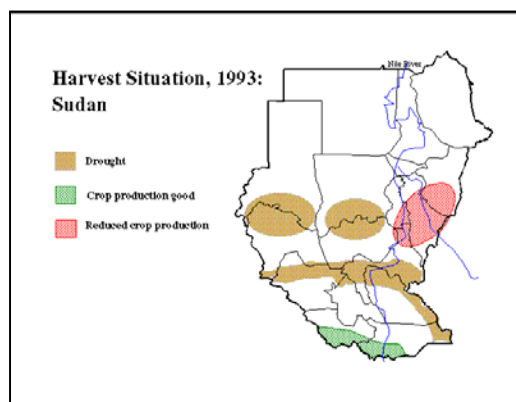 Nile River
Harvest Situation, 1993:
Sudan
Drought
Crop production good
Reduced crop production